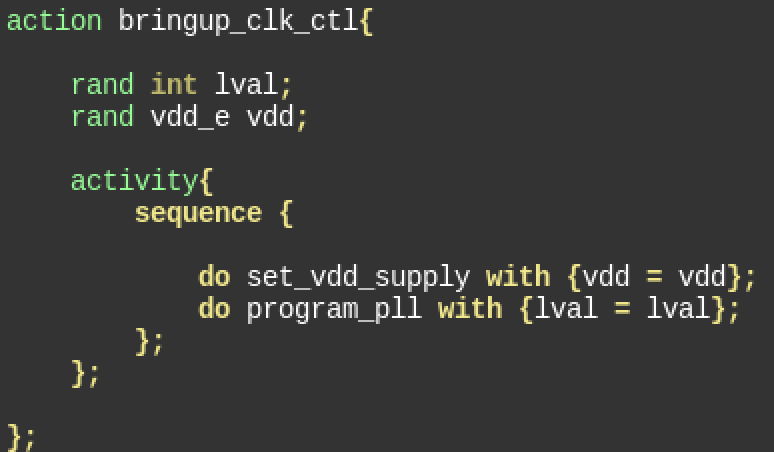 action bringup_clk_ctl{
rand int lval;
rand vdd_e vdd;
activity{
sequence {
do set_vdd_supply with {vdd = vdd};
do program_pll with {lval = lval};
};
};
};